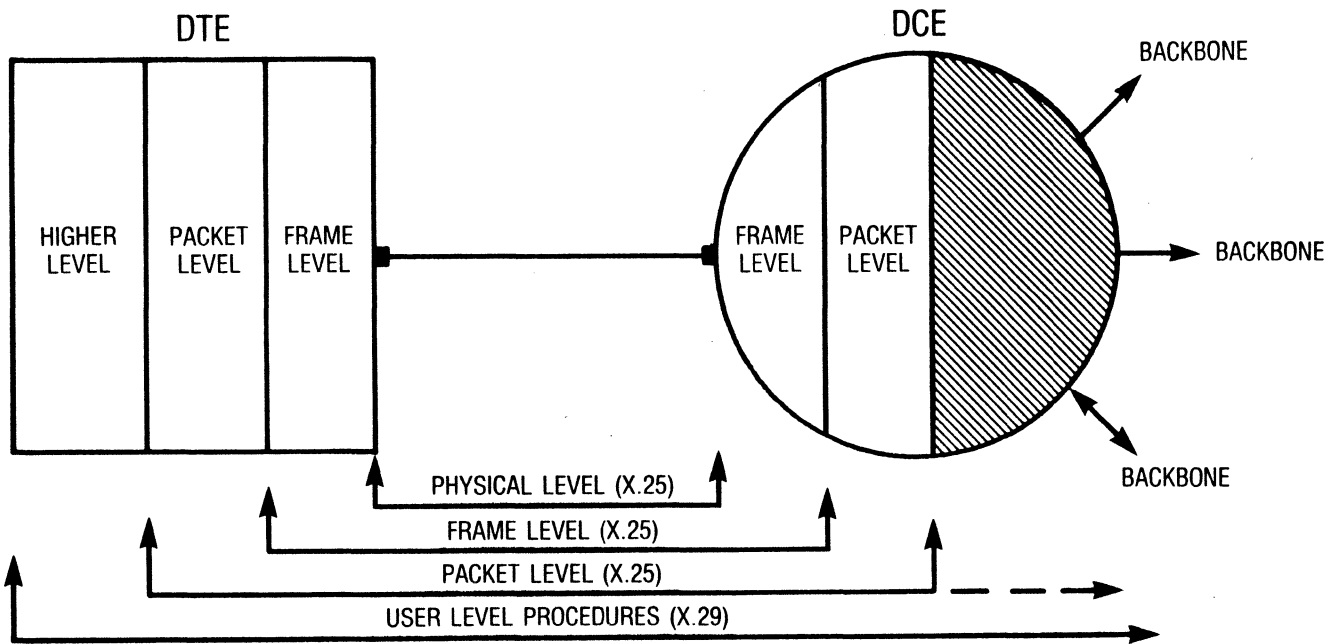 DTE
DCE
BACKBONE
HIGHER
LEVEL
PACKET
LEVEL
FRAME
LEVEL
FRAME
LEVEL
PACKET
LEVEL
BACKBONE
BACKBONE
PHYSICAL LEVEL (X.25)
FRAME LEVEL (X.25)
PACKET LEVEL (X.25)
USER LEVEL PROCEDURES (X.29)